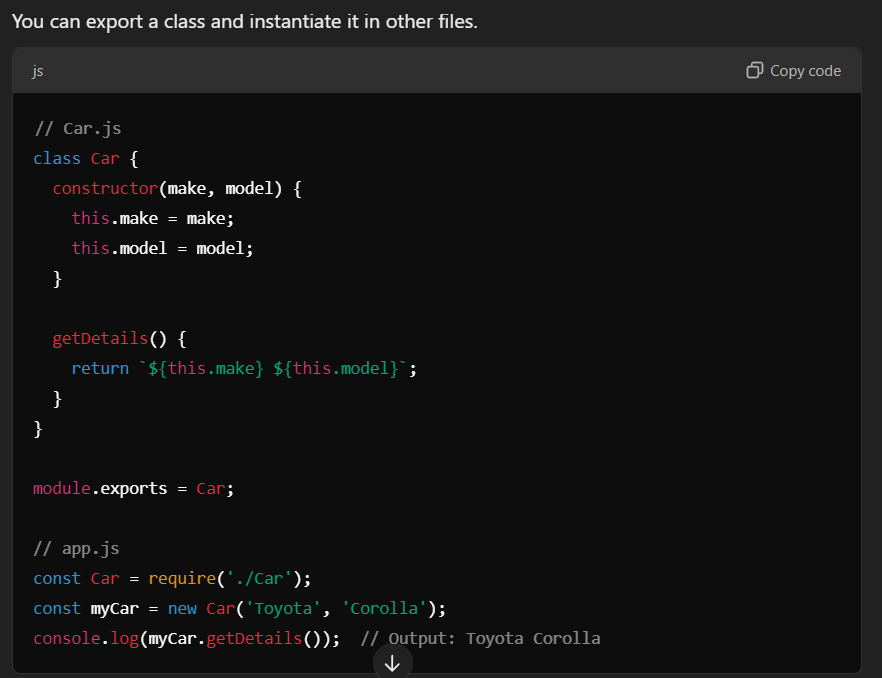 You can export a class and instantiate it in other files.
js
Copy code
// Car.js
class Car {
  constructor(make, model) {
    this.make = make;
    this.model = model;
  }

  getDetails() {
    return `${this.make} ${this.model}`;
  }
}

module.exports = Car;

// app.js
const Car = require('./Car');
const myCar = new Car('Toyota', 'Corolla');
console.log(myCar.getDetails());  // Output: Toyota Corolla